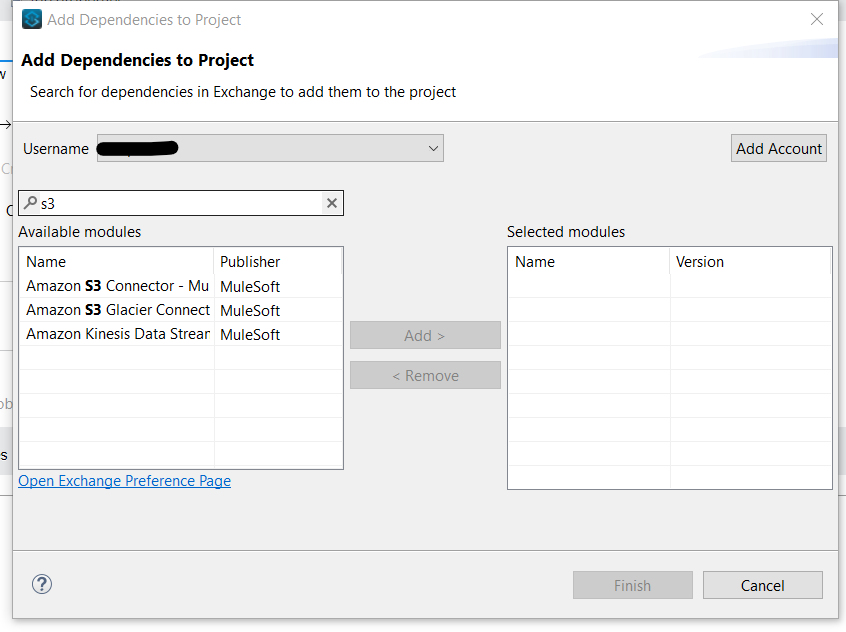 Add Dependencies to Project
Add Dependencies to Project
Search for dependencies in Exchange to add them to the project
Username
Add Account
s3
Available modules
Selected modules
Name Publisher
Name Version
Amazon S3 Connector - Mu MuleSoft
Amazon S3 Glacier Connect MuleSoft
Amazon Kinesis Data Strear MuleSoft
Add >
< Remove
Open Exchange Preference Page
?
Finish
Cancel